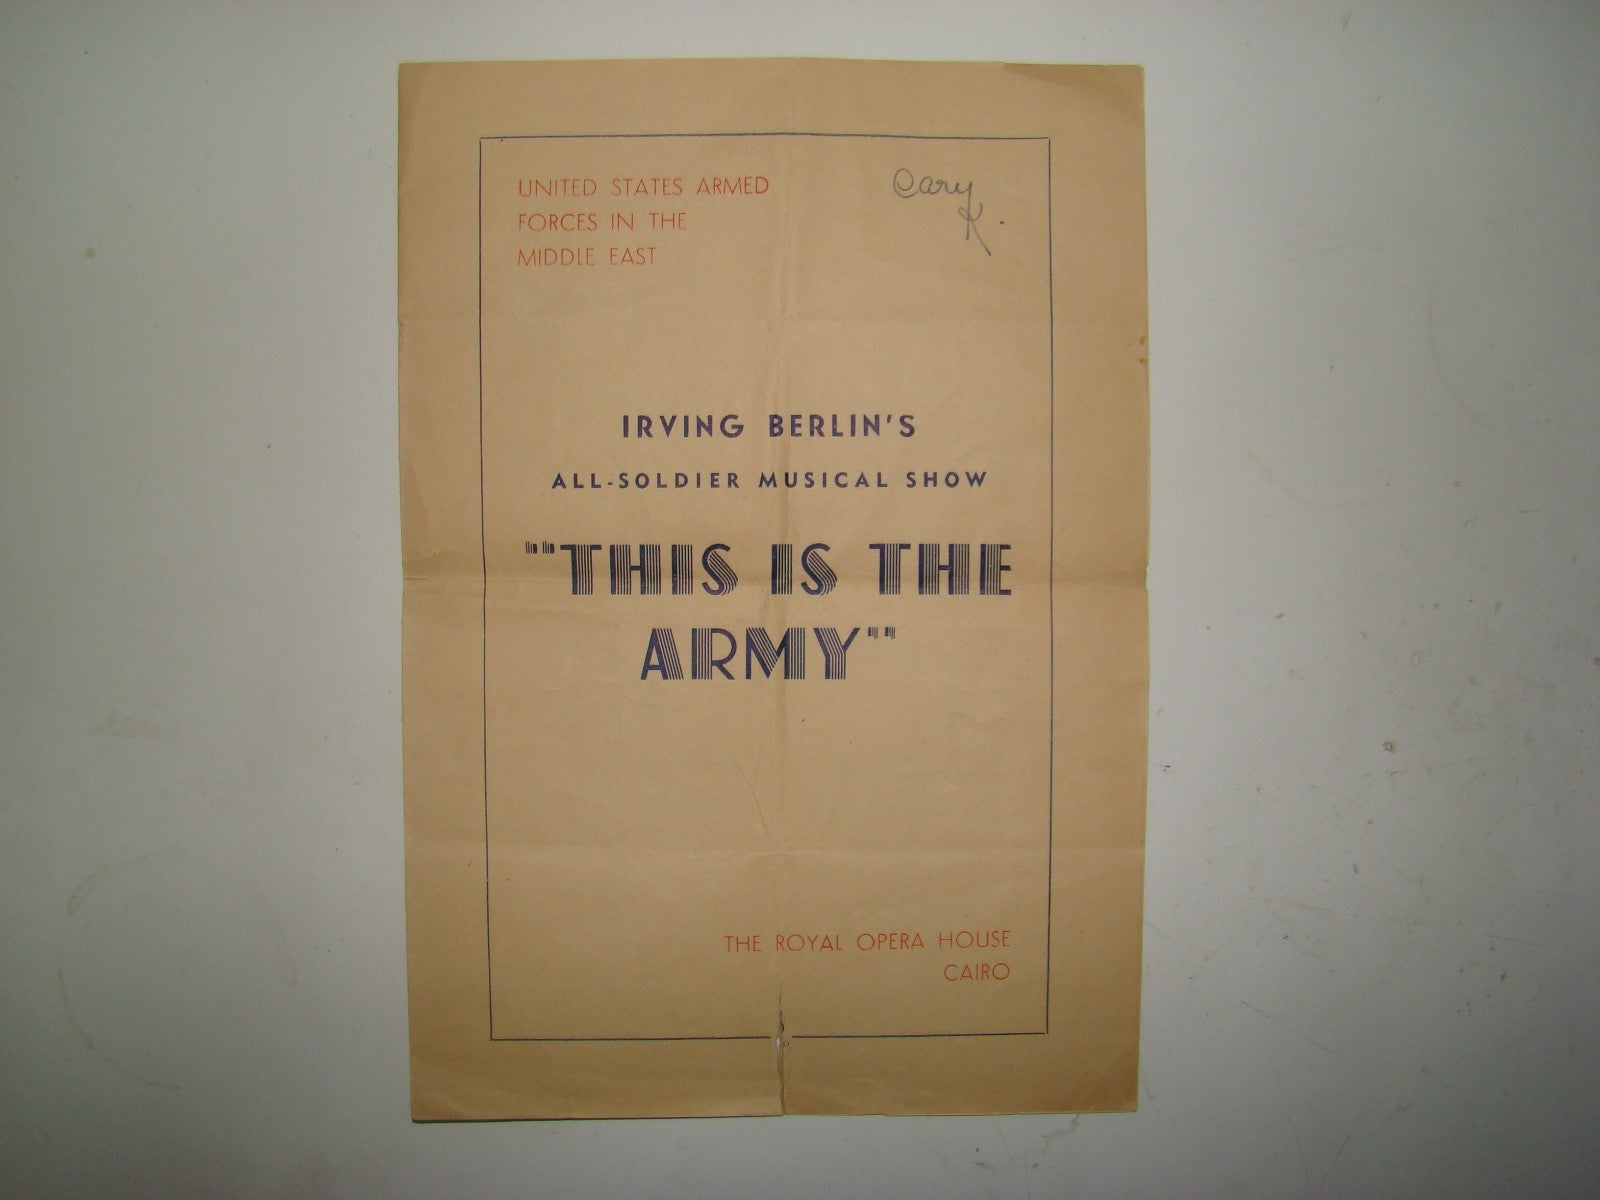 UNITED STATES ARMED
FORCES IN THE
MIDDLE EAST
Cary
K.
IRVING BERLIN'S
ALL-SOLDIER MUSICAL SHOW
"THIS IS THE
ARMY"
THE ROYAL OPERA HOUSE
CAIRO